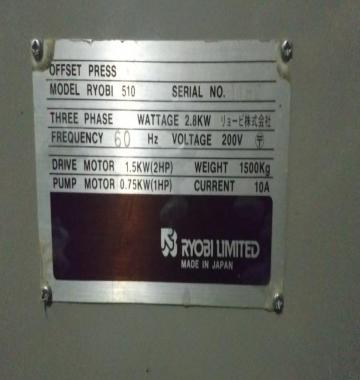 OFFSET PRESS
MODEL RYOBI 510 SERIAL NO.
THREE PHASE WATTAGE 2.8KW リョービ株式会社
FREQUENCY 60 Hz VOLTAGE 200V 〒
DRIVE MOTOR 1.5KW(2HP) WEIGHT 1500Kg
PUMP MOTOR 0.75KW(1HP) CURRENT 10A
RYOBI LIMITED
MADE IN JAPAN